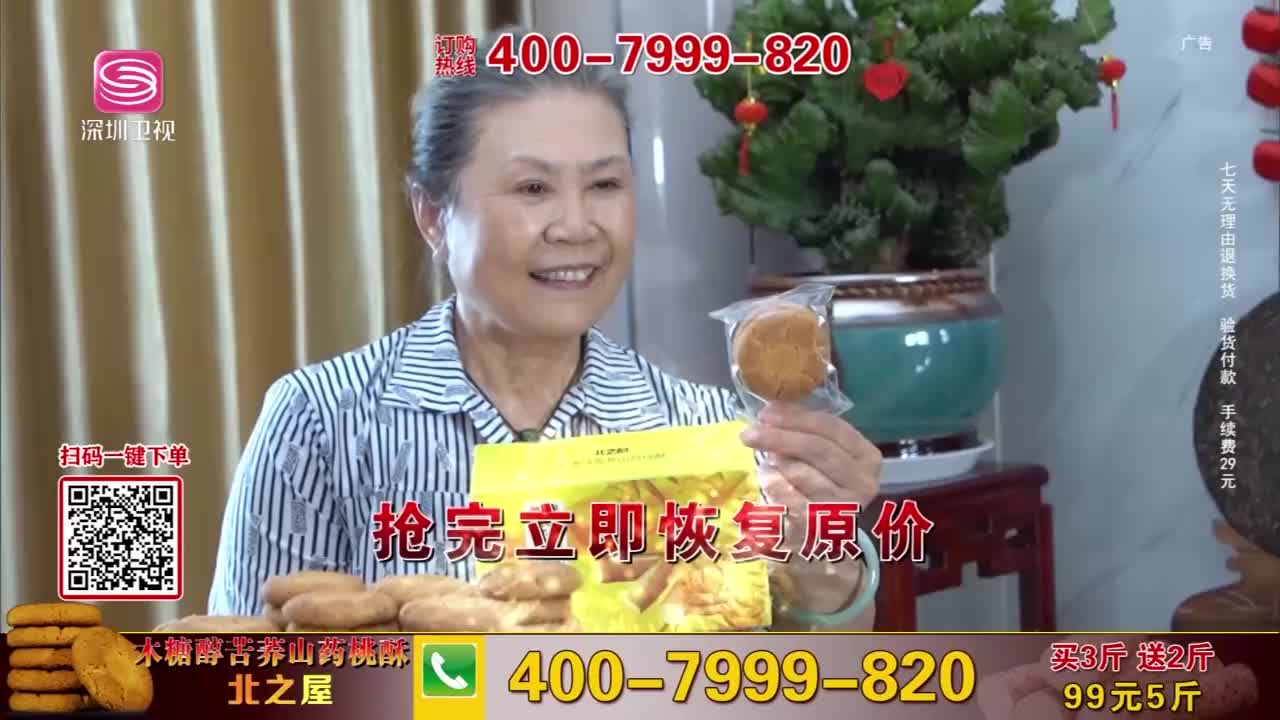 订购热线
400-7999-820
广告
深圳卫视
七天无理由退换货 验货付款 手续费29元
扫码一键下单
北之屋
抢完立即恢复原价
木糖醇苦荞山药桃酥
北之屋
400-7999-820
买3斤 送2斤
99元5斤